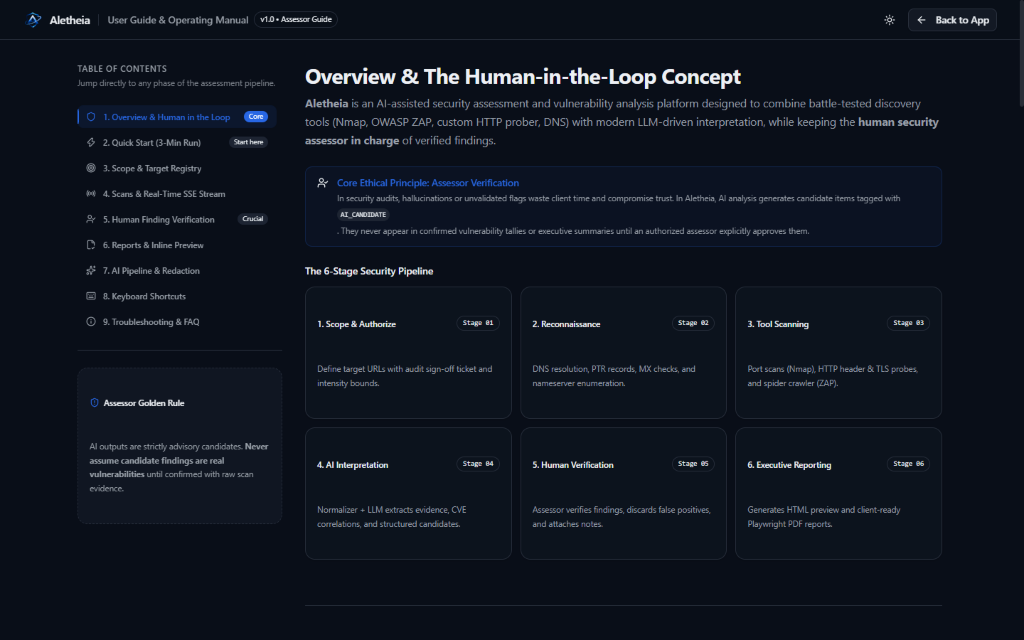 Aletheia
User Guide & Operating Manual
v1.0 • Assessor Guide
Back to App
TABLE OF CONTENTS
Jump directly to any phase of the assessment pipeline.
1. Overview & Human in the Loop
Core
2. Quick Start (3-Min Run)
Start here
3. Scope & Target Registry
4. Scans & Real-Time SSE Stream
5. Human Finding Verification
Crucial
6. Reports & Inline Preview
7. AI Pipeline & Redaction
8. Keyboard Shortcuts
9. Troubleshooting & FAQ
Assessor Golden Rule
AI outputs are strictly advisory candidates. Never
assume candidate findings are real
vulnerabilities until confirmed with raw scan
evidence.
Overview & The Human-in-the-Loop Concept
Aletheia is an AI-assisted security assessment and vulnerability analysis platform designed to combine battle-tested discovery
tools (Nmap, OWASP ZAP, custom HTTP prober, DNS) with modern LLM-driven interpretation, while keeping the human security
assessor in charge of verified findings.
Core Ethical Principle: Assessor Verification
In security audits, hallucinations or unvalidated flags waste client time and compromise trust. In Aletheia, AI analysis generates candidate items tagged with
AI_CANDIDATE
. They never appear in confirmed vulnerability tallies or executive summaries until an authorized assessor explicitly approves them.
The 6-Stage Security Pipeline
1. Scope & Authorize
Stage 01
Define target URLs with audit sign-off ticket and
intensity bounds.
2. Reconnaissance
Stage 02
DNS resolution, PTR records, MX checks, and
nameserver enumeration.
3. Tool Scanning
Stage 03
Port scans (Nmap), HTTP header & TLS probes,
and spider crawler (ZAP).
4. AI Interpretation
Stage 04
Normalizer + LLM extracts evidence, CVE
correlations, and structured candidates.
5. Human Verification
Stage 05
Assessor verifies findings, discards false positives,
and attaches notes.
6. Executive Reporting
Stage 06
Generates HTML preview and client-ready
Playwright PDF reports.